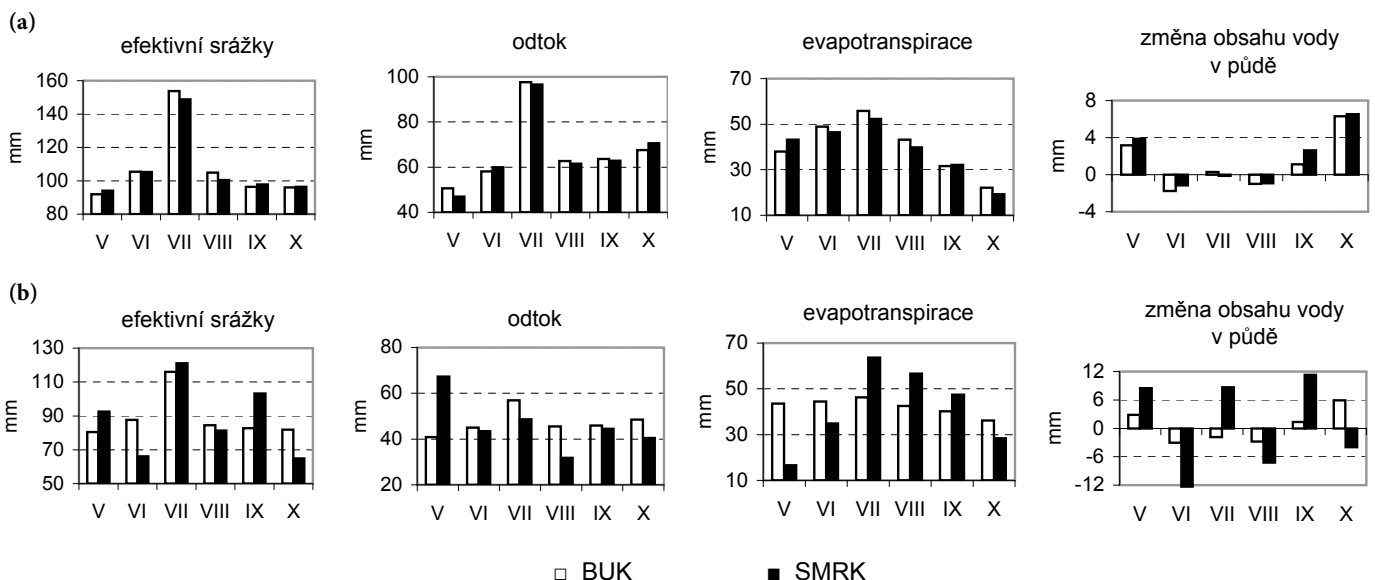 (a)
efektivní srážky
160
140
120
100
80
mm
V VI VII VIII IX X
odtok
100
80
60
40
mm
V VI VII VIII IX X
evapotranspirace
70
50
30
10
mm
V VI VII VIII IX X
změna obsahu vody
v půdě
8
4
0
-4
mm
V VI VII VIII IX X
(b)
efektivní srážky
130
110
90
70
50
mm
V VI VII VIII IX X
odtok
80
60
40
20
mm
V VI VII VIII IX X
evapotranspirace
70
50
30
10
mm
V VI VII VIII IX X
změna obsahu vody
v půdě
12
6
0
-6
-12
mm
V VI VII VIII IX X
BUK SMRK